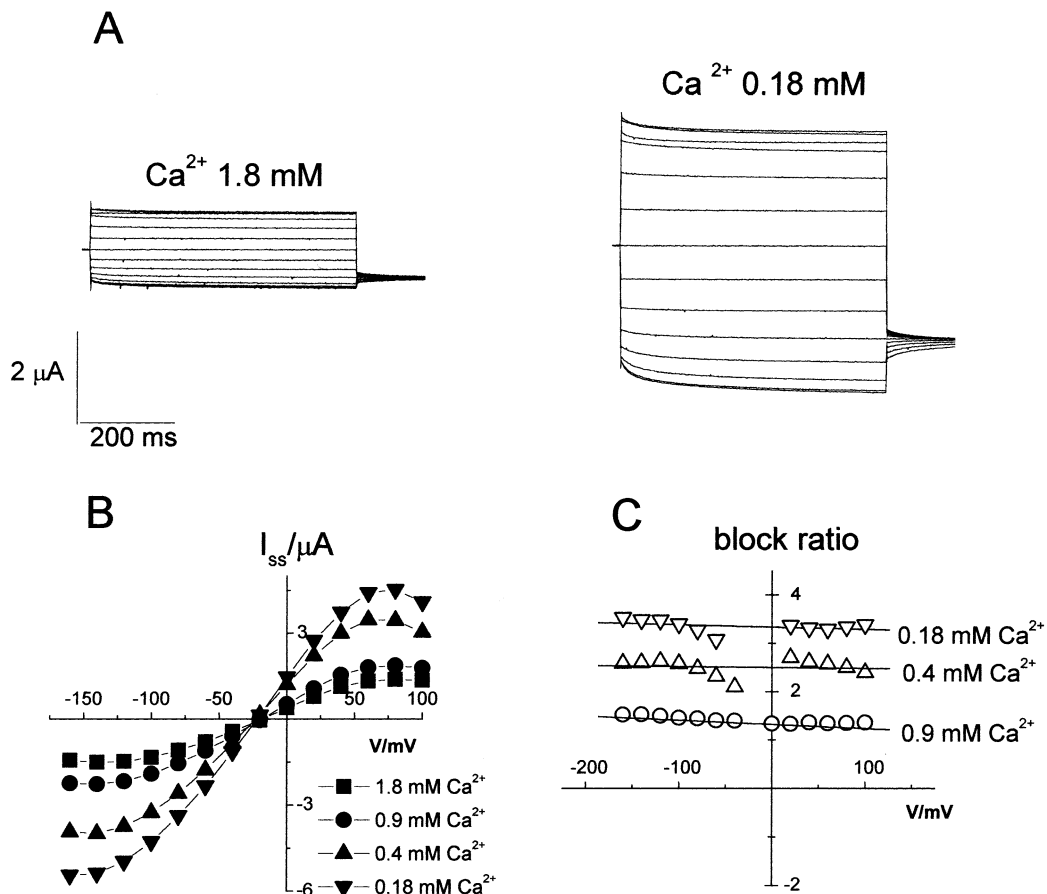 A
Ca 2+ 0.18 mM
Ca2+ 1.8 mM
2 μA
200 ms
B
Iss/μA
3
-150 -100 -50 0 50 100
V/mV
-3
-6
1.8 mM Ca2+
0.9 mM Ca2+
0.4 mM Ca2+
0.18 mM Ca2+
C
block ratio
4
0.18 mM Ca2+
0.4 mM Ca2+
2
0.9 mM Ca2+
-200 -100 100
V/mV
-2